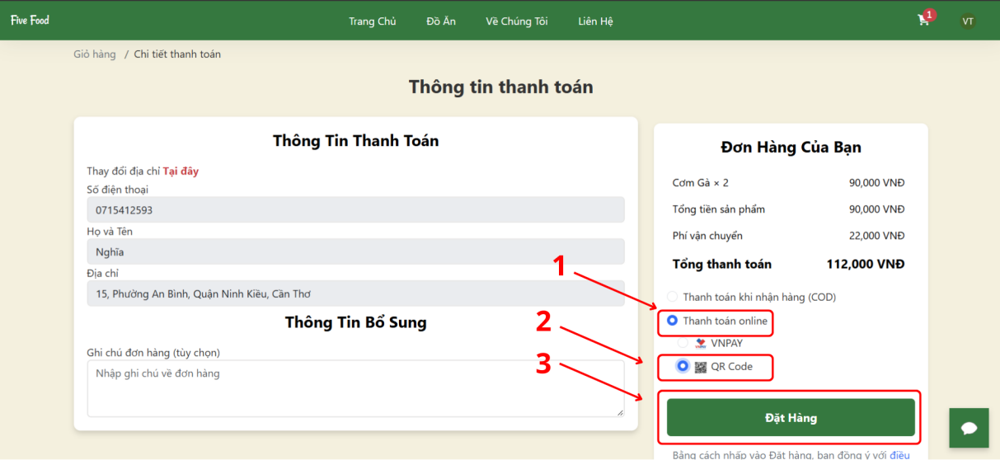 Five Food
Trang Chủ Đồ Ăn Về Chúng Tôi Liên Hệ
1
VT
Giỏ hàng / Chi tiết thanh toán
Thông tin thanh toán
Thông Tin Thanh Toán
Thay đổi địa chỉ Tại đây
Số điện thoại
0715412593
Họ và Tên
Nghĩa
Địa chỉ
15, Phường An Bình, Quận Ninh Kiều, Cần Thơ
Thông Tin Bổ Sung
Ghi chú đơn hàng (tùy chọn)
Nhập ghi chú về đơn hàng
Đơn Hàng Của Bạn
Cơm Gà × 2 90,000 VNĐ
Tổng tiền sản phẩm 90,000 VNĐ
Phí vận chuyển 22,000 VNĐ
Tổng thanh toán 112,000 VNĐ
Thanh toán khi nhận hàng (COD)
1
Thanh toán online
VNPAY
2
QR Code
3
Đặt Hàng
Bằng cách nhấp vào Đặt hàng, bạn đồng ý với điều